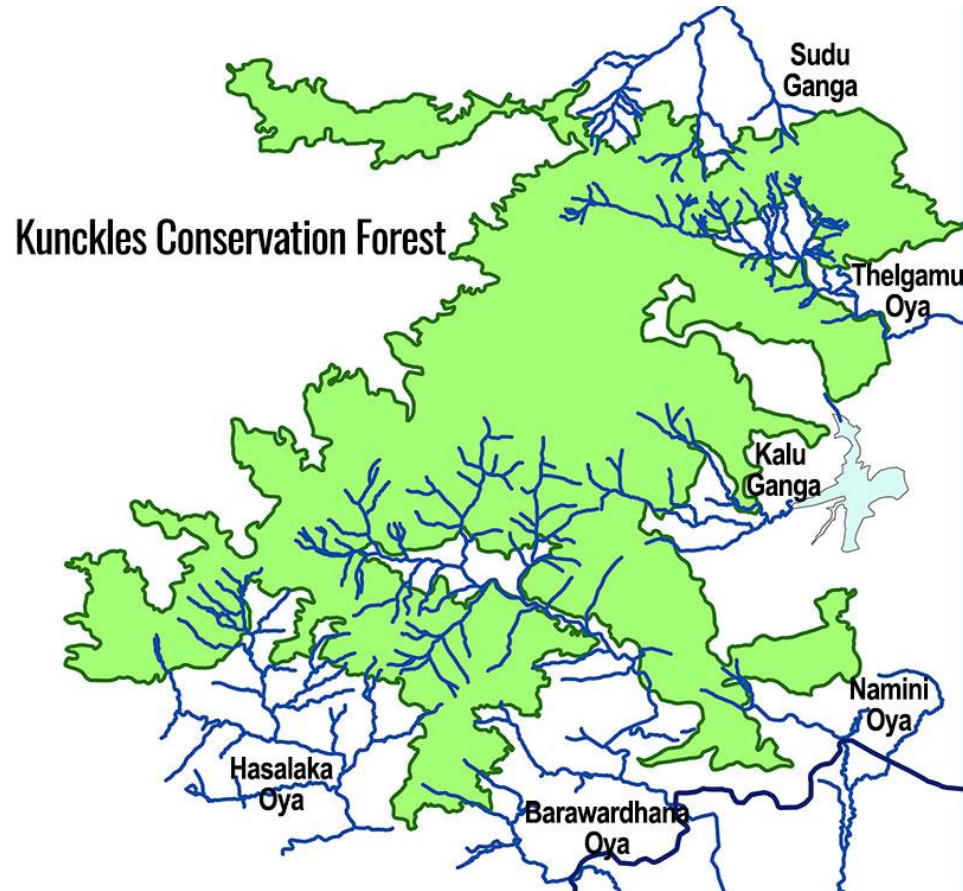 Sudu
Ganga
Kunckles Conservation Forest
Thelgamu
Oya
Kalu
Ganga
Namini
Oya
Hasalaka
Oya
Barawardhana
Oya